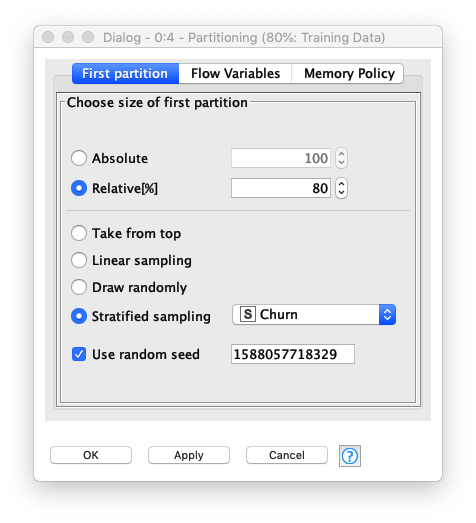 Dialog - 0:4 - Partitioning (80%: Training Data)
First partition Flow Variables Memory Policy
Choose size of first partition
Absolute 100
Relative[%] 80
Take from top
Linear sampling
Draw randomly
Stratified sampling S Churn
Use random seed 1588057718329
OK Apply Cancel ?